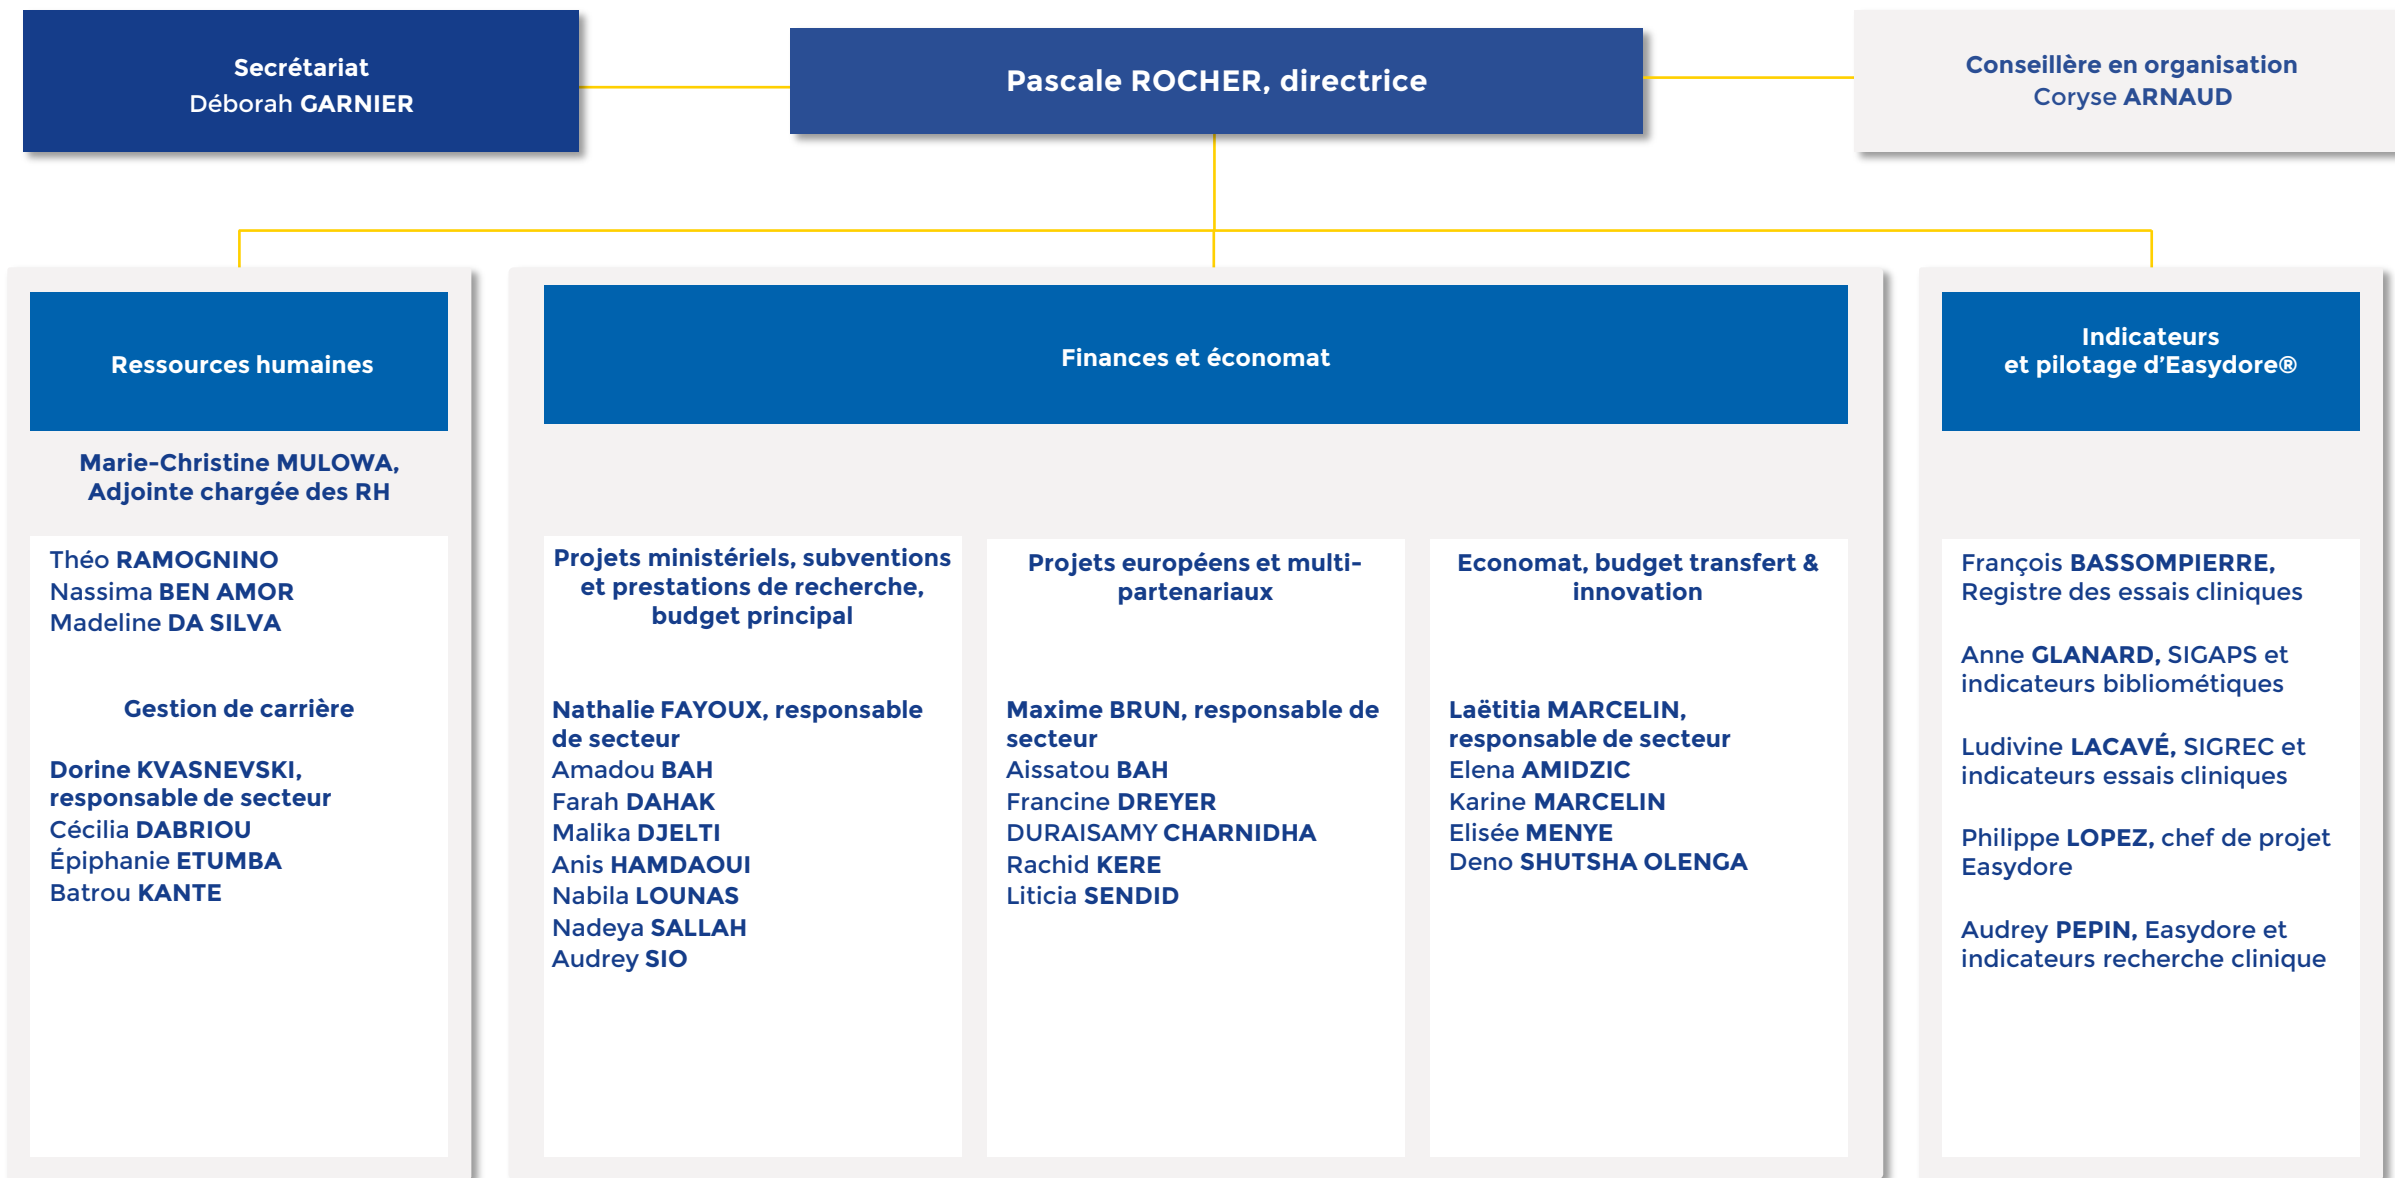 Secrétariat
Déborah GARNIER
Pascale ROCHER, directrice
Conseillère en organisation
Coryse ARNAUD
Ressources humaines
Marie-Christine MULOWA,
Adjointe chargée des RH
Théo RAMOGNINO
Nassima BEN AMOR
Madeline DA SILVA
Gestion de carrière
Dorine KVASNEVSKI,
responsable de secteur
Cécilia DABRIOU
Épiphanie ETUMBA
Batrou KANTE
Finances et économat
Projets ministériels, subventions
et prestations de recherche,
budget principal
Nathalie FAYOUX, responsable
de secteur
Amadou BAH
Farah DAHAK
Malika DJELTI
Anis HAMDAOUI
Nabila LOUNAS
Nadeya SALLAH
Audrey SIO
Projets européens et multi-
partenariaux
Maxime BRUN, responsable de
secteur
Aissatou BAH
Francine DREYER
DURAISAMY CHARNIDHA
Rachid KERE
Liticia SENDID
Economat, budget transfert &
innovation
Laëtitia MARCELIN,
responsable de secteur
Elena AMIDZIC
Karine MARCELIN
Elisée MENYE
Deno SHUTSHA OLENGA
Indicateurs
et pilotage d’Easydore®
François BASSOMPIERRE,
Registre des essais cliniques
Anne GLANARD, SIGAPS et
indicateurs bibliométiques
Ludivine LACAVÉ, SIGREC et
indicateurs essais cliniques
Philippe LOPEZ, chef de projet
Easydore
Audrey PEPIN, Easydore et
indicateurs recherche clinique